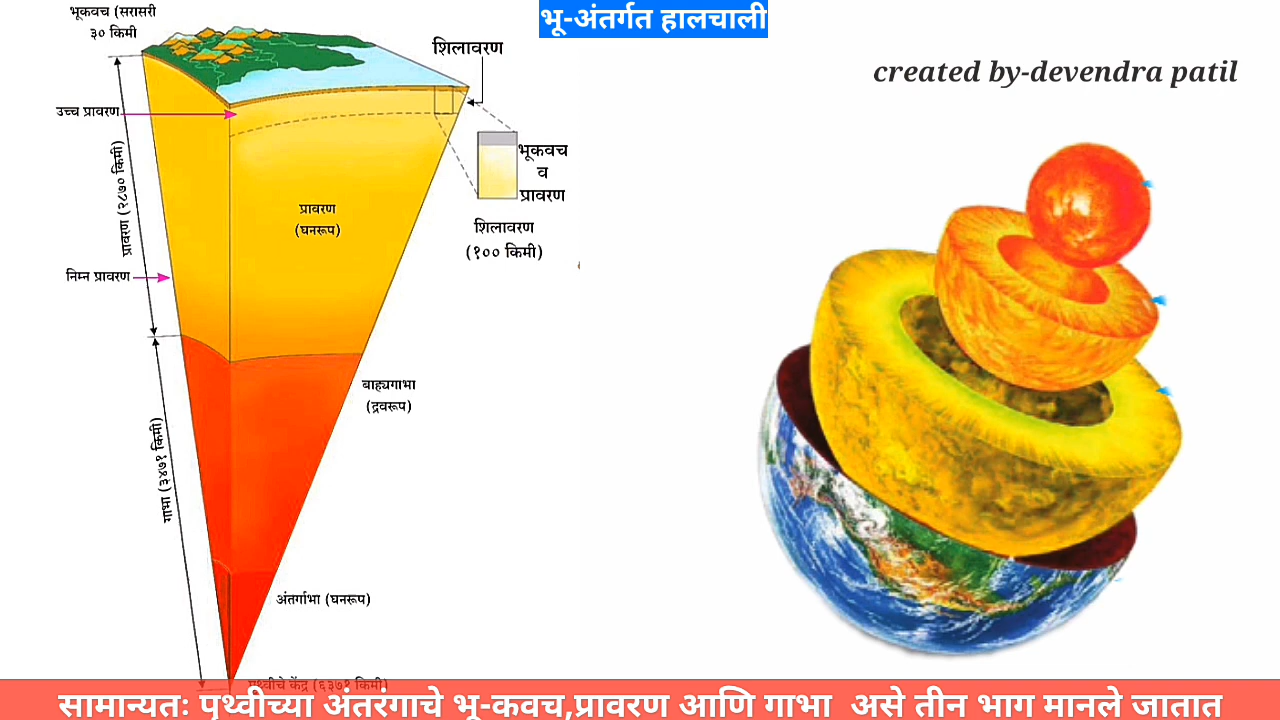 भू-अंतर्गत हालचाली
भूकवच (सरासरी
३० किमी
शिलावरण
created by-devendra patil
उच्च प्रावरण
भूकवच
व
प्रावरण
प्रावरण (२८७० किमी)
प्रावरण
(घनरूप)
शिलावरण
(१०० किमी)
निम्न प्रावरण
बाह्यगाभा
(द्रवरूप)
गाभा (३४७१ किमी)
अंतर्गाभा (घनरूप)
पृथ्वीचे केंद्र (६३७१ किमी)
सामान्यतः पृथ्वीच्या अंतरंगाचे भू-कवच,प्रावरण आणि गाभा असे तीन भाग मानले जातात